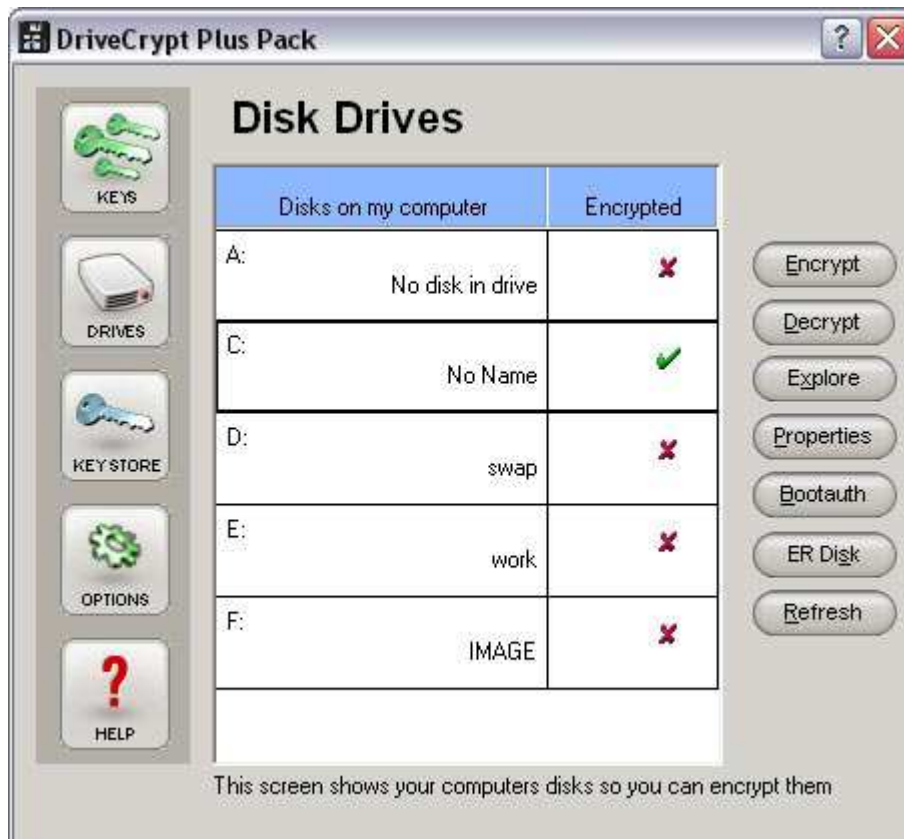 DriveCrypt Plus Pack
Disk Drives
KEYS
DRIVES
KEYSTORE
OPTIONS
HELP
Disks on my computer Encrypted
A:
No disk in drive
C:
No Name
D:
swap
E:
work
F:
IMAGE
Encrypt
Decrypt
Explore
Properties
Bootauth
ER Disk
Refresh
This screen shows your computers disks so you can encrypt them